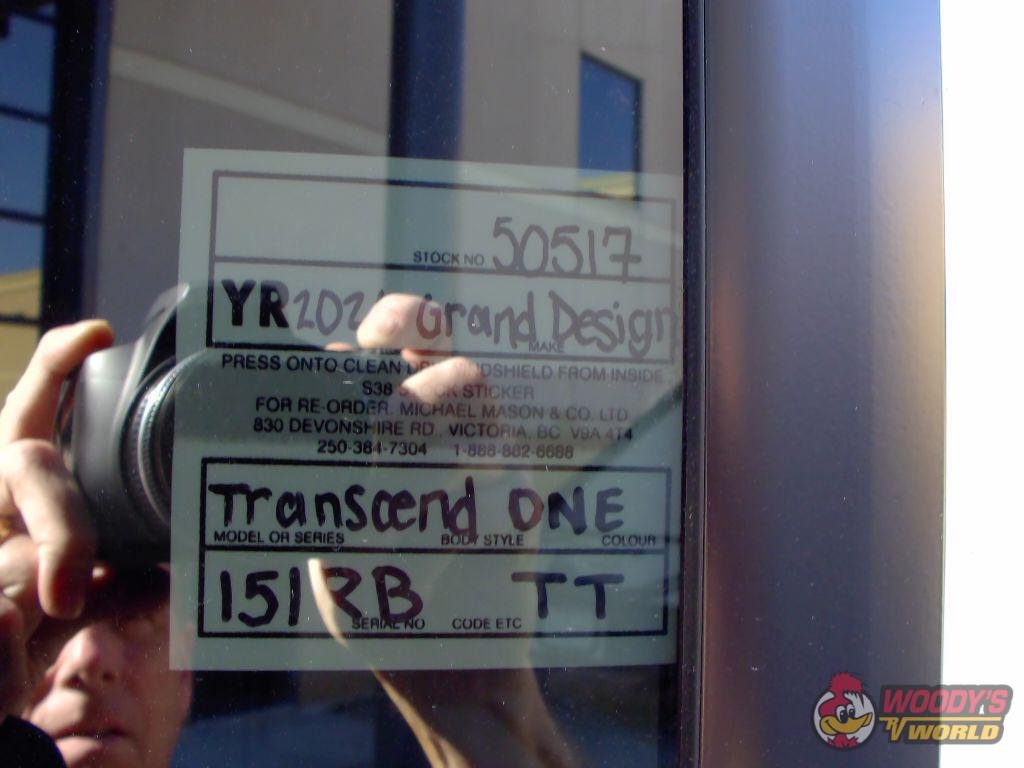 STOCK NO. 50517
YR Grand Design
MAKE
PRESS ONTO CLEAN WINDSHIELD FROM INSIDE
S38 STOCK STICKER
FOR RE-ORDER: MICHAEL MASON & CO. LTD.
830 DEVONSHIRE RD., VICTORIA, BC V9A 4T4
250-384-7304 1-888-882-6688
Transcend ONE
MODEL OR SERIES BODY STYLE COLOUR
151RB TT
SERIAL NO CODE ETC
WOODY'S
RV WORLD